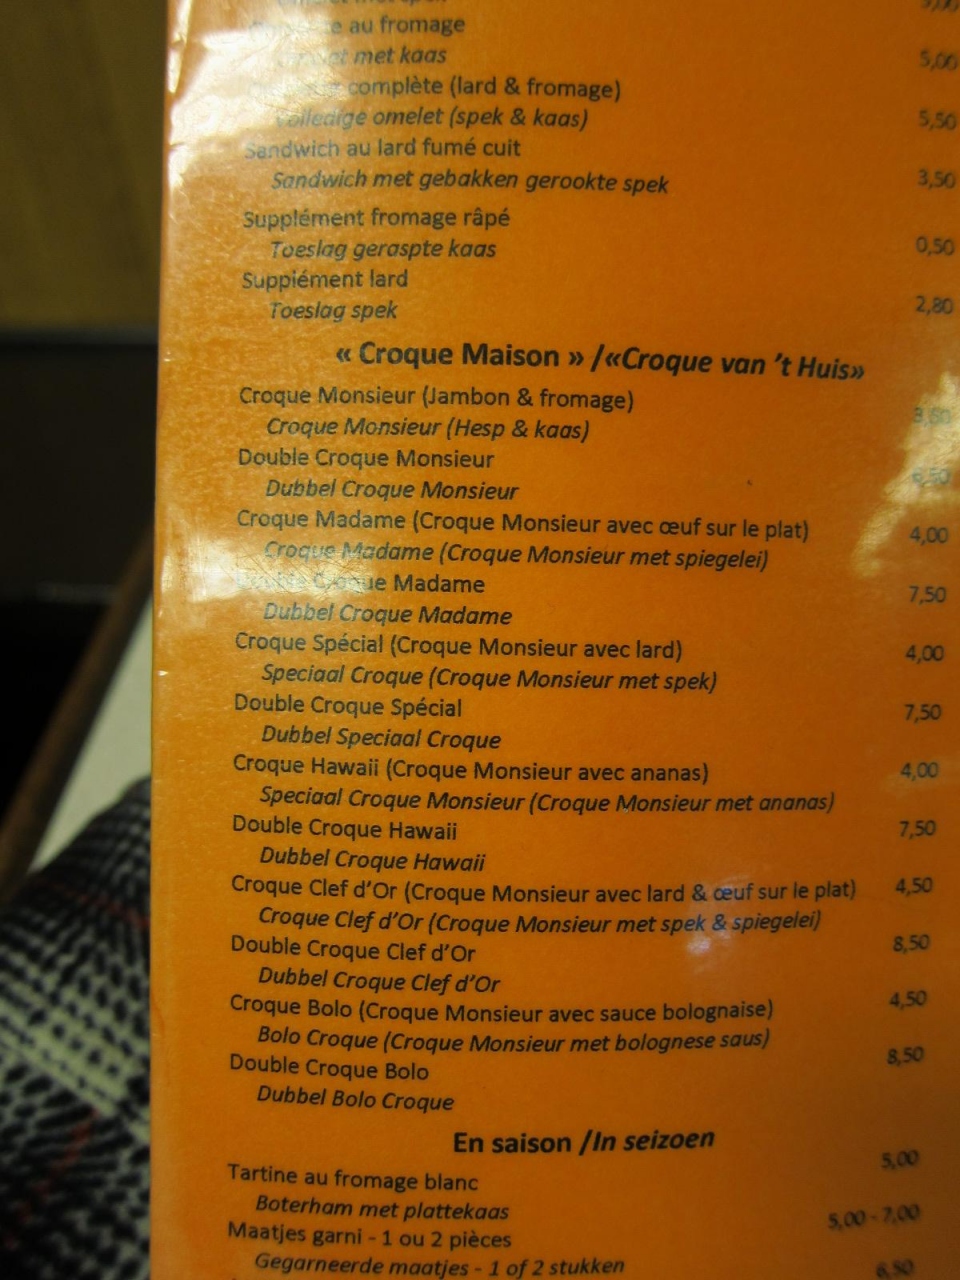 au fromage
met kaas 5,00
complète (lard & fromage)
Volledige omelet (spek & kaas) 5,50
Sandwich au lard fumé cuit
Sandwich met gebakken gerookte spek 3,50
Supplément fromage râpé
Toeslag geraspte kaas 0,50
Supplément lard
Toeslag spek 2,80
« Croque Maison » /«Croque van 't Huis»
Croque Monsieur (Jambon & fromage)
Croque Monsieur (Hesp & kaas)
Double Croque Monsieur
Dubbel Croque Monsieur
Croque Madame (Croque Monsieur avec œuf sur le plat) 4,00
Croque Madame (Croque Monsieur met spiegelei)
Double Croque Madame 7,50
Dubbel Croque Madame
Croque Spécial (Croque Monsieur avec lard) 4,00
Speciaal Croque (Croque Monsieur met spek)
Double Croque Spécial 7,50
Dubbel Speciaal Croque
Croque Hawaii (Croque Monsieur avec ananas) 4,00
Speciaal Croque Monsieur (Croque Monsieur met ananas)
Double Croque Hawaii 7,50
Dubbel Croque Hawaii
Croque Clef d'Or (Croque Monsieur avec lard & œuf sur le plat) 4,50
Croque Clef d'Or (Croque Monsieur met spek & spiegelei)
Double Croque Clef d'Or 8,50
Dubbel Croque Clef d'Or
Croque Bolo (Croque Monsieur avec sauce bolognaise) 4,50
Bolo Croque (Croque Monsieur met bolognese saus)
Double Croque Bolo 8,50
Dubbel Bolo Croque
En saison /In seizoen
Tartine au fromage blanc 5,00
Boterham met plattekaas
Maatjes garni - 1 ou 2 pièces 5,00 - 7,00
Gegarneerde maatjes - 1 of 2 stukken
6,50